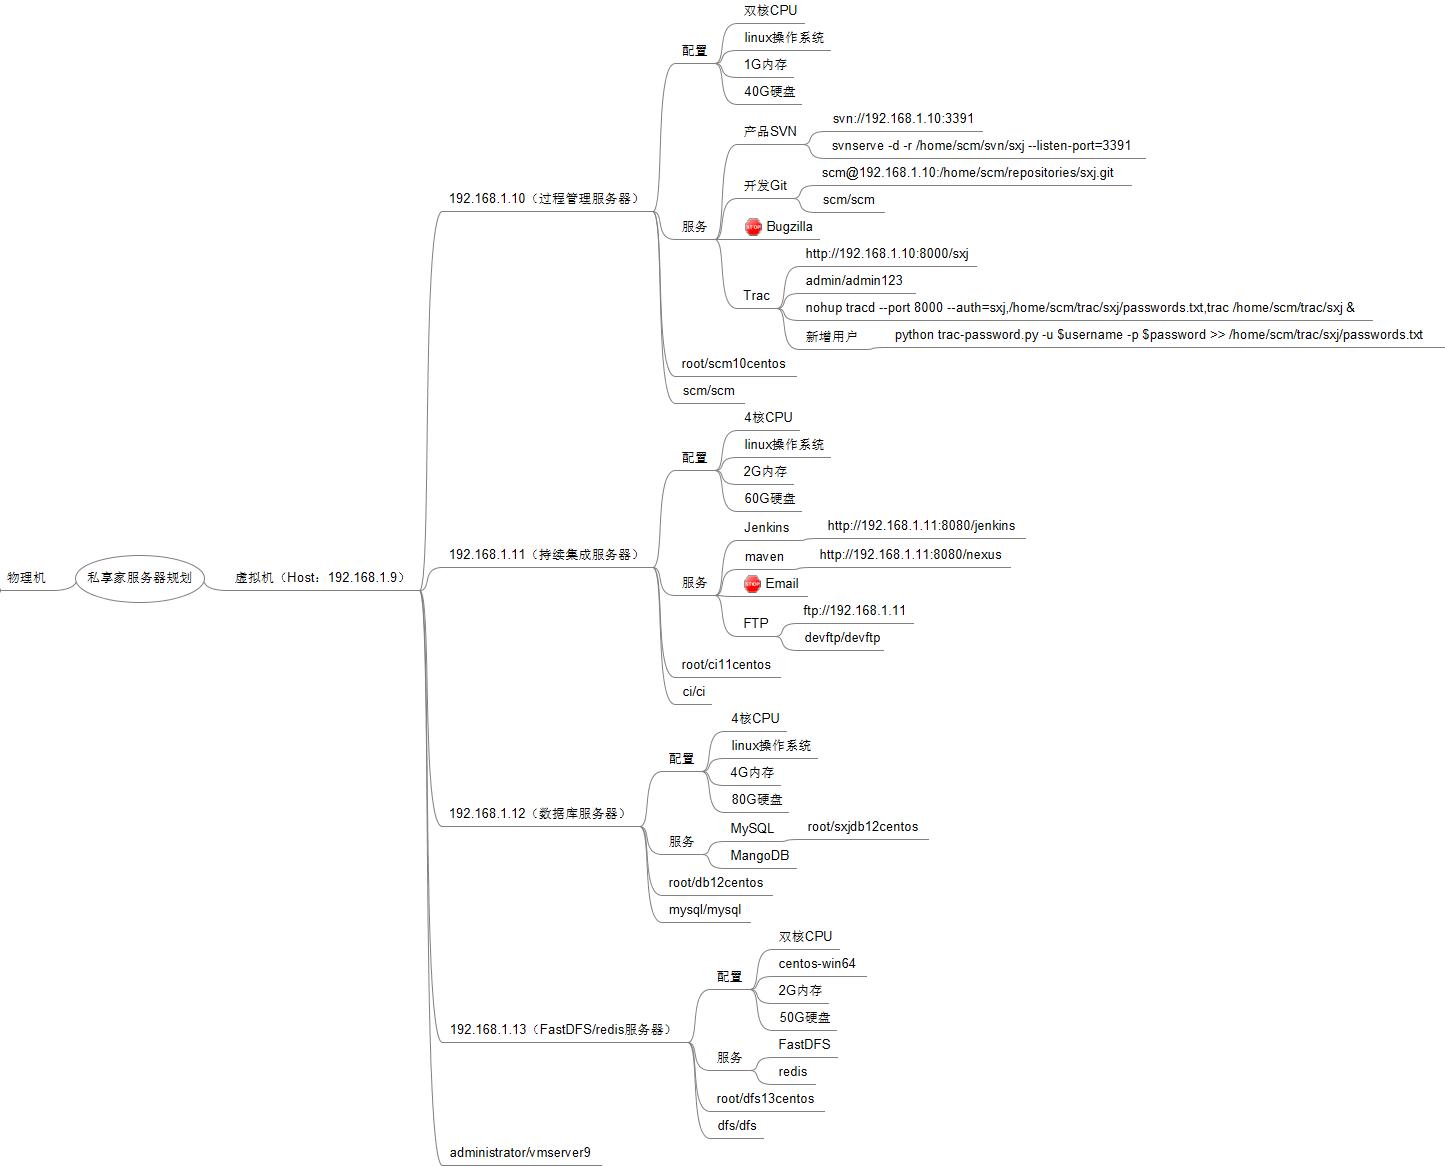 物理机
私享家服务器规划
虚拟机（Host：192.168.1.9）
192.168.1.10（过程管理服务器）
配置
双核CPU
linux操作系统
1G内存
40G硬盘
服务
产品SVN
svn://192.168.1.10:3391
svnserve -d -r /home/scm/svn/sxj --listen-port=3391
开发Git
scm@192.168.1.10:/home/scm/repositories/sxj.git
scm/scm
STOP Bugzilla
Trac
http://192.168.1.10:8000/sxj
admin/admin123
nohup tracd --port 8000 --auth=sxj,/home/scm/trac/sxj/passwords.txt,trac /home/scm/trac/sxj &
新增用户
python trac-password.py -u $username -p $password >> /home/scm/trac/sxj/passwords.txt
root/scm10centos
scm/scm
192.168.1.11（持续集成服务器）
配置
4核CPU
linux操作系统
2G内存
60G硬盘
服务
Jenkins
http://192.168.1.11:8080/jenkins
maven
http://192.168.1.11:8080/nexus
STOP Email
FTP
ftp://192.168.1.11
devftp/devftp
root/ci11centos
ci/ci
192.168.1.12（数据库服务器）
配置
4核CPU
linux操作系统
4G内存
80G硬盘
服务
MySQL
root/sxjdb12centos
MangoDB
root/db12centos
mysql/mysql
192.168.1.13（FastDFS/redis服务器）
配置
双核CPU
centos-win64
2G内存
50G硬盘
服务
FastDFS
redis
root/dfs13centos
dfs/dfs
administrator/vmserver9